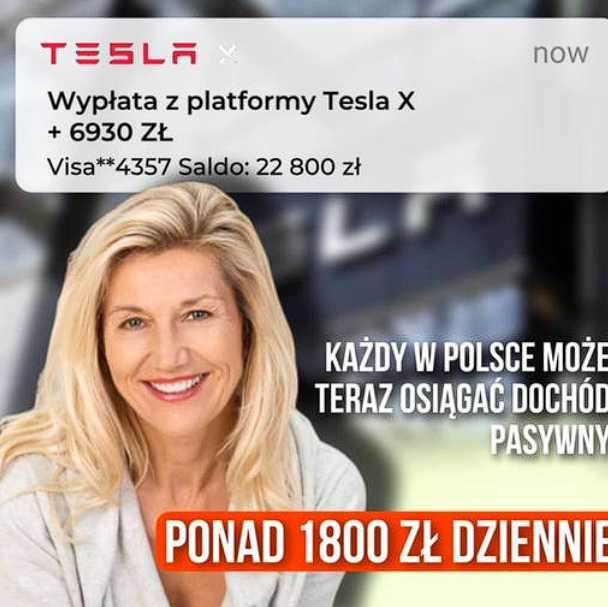 TESLA X
now
Wypłata z platformy Tesla X
+ 6930 ZŁ
Visa**4357 Saldo: 22 800 zł
KAŻDY W POLSCE MOŻE
TERAZ OSIĄGAĆ DOCHÓD
PASYWNY
PONAD 1800 ZŁ DZIENNIE